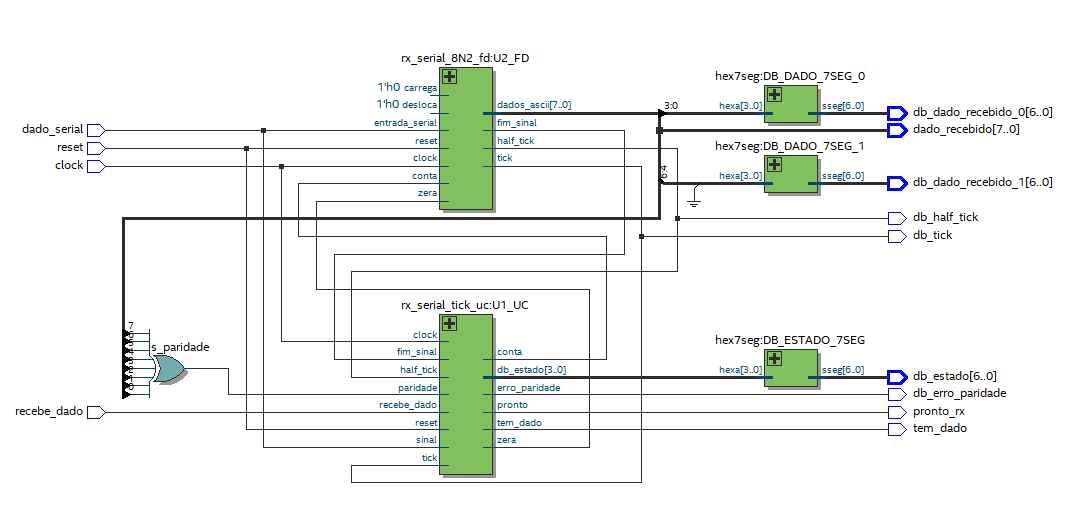 rx_serial_8N2_fd:U2_FD
1'h0 carrega
1'h0 desloca
entrada_serial
reset
clock
conta
zera
dados_ascii[7..0]
fim_sinal
half_tick
tick
dado_serial
reset
clock
3:0
6:4
hex7seg:DB_DADO_7SEG_0
hexa[3..0]
sseg[6..0]
db_dado_recebido_0[6..0]
dado_recebido[7..0]
hex7seg:DB_DADO_7SEG_1
hexa[3..0]
sseg[6..0]
db_dado_recebido_1[6..0]
db_half_tick
db_tick
rx_serial_tick_uc:U1_UC
clock
fim_sinal
half_tick
paridade
recebe_dado
reset
sinal
tick
conta
db_estado[3..0]
erro_paridade
pronto
tem_dado
zera
7
s_paridade
recebe_dado
hex7seg:DB_ESTADO_7SEG
hexa[3..0]
sseg[6..0]
db_estado[6..0]
db_erro_paridade
pronto_rx
tem_dado